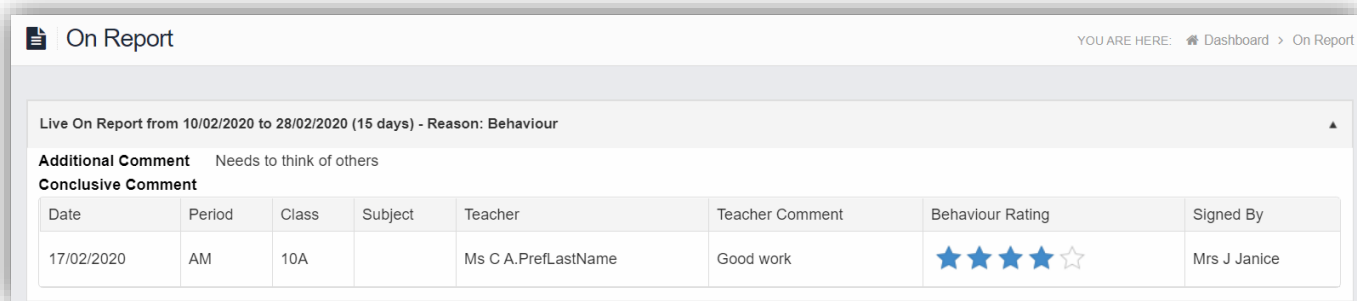 On Report
YOU ARE HERE: Dashboard > On Report
Live On Report from 10/02/2020 to 28/02/2020 (15 days) - Reason: Behaviour
Additional Comment Needs to think of others
Conclusive Comment
Date Period Class Subject Teacher Teacher Comment Behaviour Rating Signed By
17/02/2020 AM 10A Ms C A.PrefLastName Good work Mrs J Janice